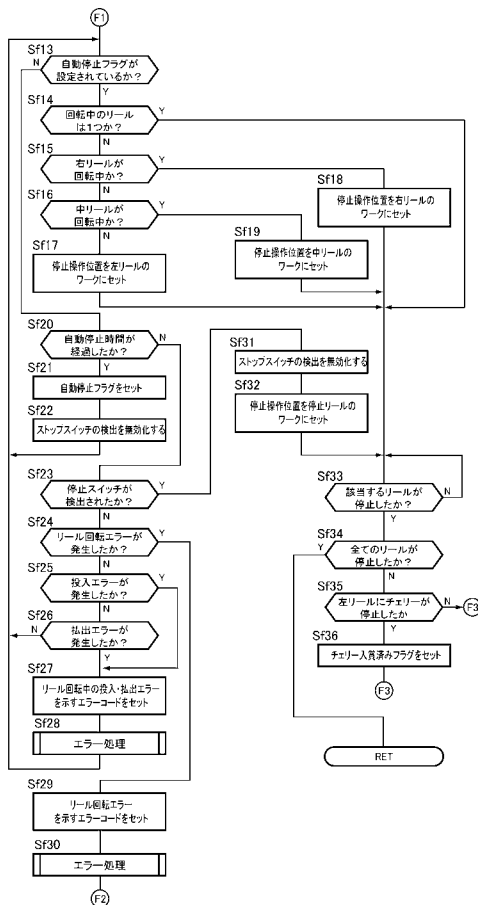 F1
Sf13
自動停止フラグが
設定されているか？
N
Y
Sf14
回転中のリール
は1つか？
Y
N
Sf15
右リールが
回転中か？
Y
N
Sf16
中リールが
回転中か？
Y
N
Sf17
停止操作位置を左リールの
ワークにセット
Sf18
停止操作位置を右リールの
ワークにセット
Sf19
停止操作位置を中リールの
ワークにセット
Sf20
自動停止時間が
経過したか？
N
Y
Sf21
自動停止フラグをセット
Sf22
ストップスイッチの検出を無効化する
Sf23
停止スイッチが
検出されたか？
Y
N
Sf24
リール回転エラーが
発生したか？
Y
N
Sf25
投入エラーが
発生したか？
Y
N
Sf26
払出エラーが
発生したか？
N
Y
Sf27
リール回転中の投入・払出エラー
を示すエラーコードをセット
Sf28
エラー処理
Sf29
リール回転エラー
を示すエラーコードをセット
Sf30
エラー処理
F2
Sf31
ストップスイッチの検出を無効化する
Sf32
停止操作位置を停止リールの
ワークにセット
Sf33
該当するリールが
停止したか？
N
Y
Sf34
全てのリールが
停止したか？
Y
N
Sf35
左リールにチェリーが
停止したか
N
F3
Y
Sf36
チェリー入賞済みフラグをセット
F3
RET